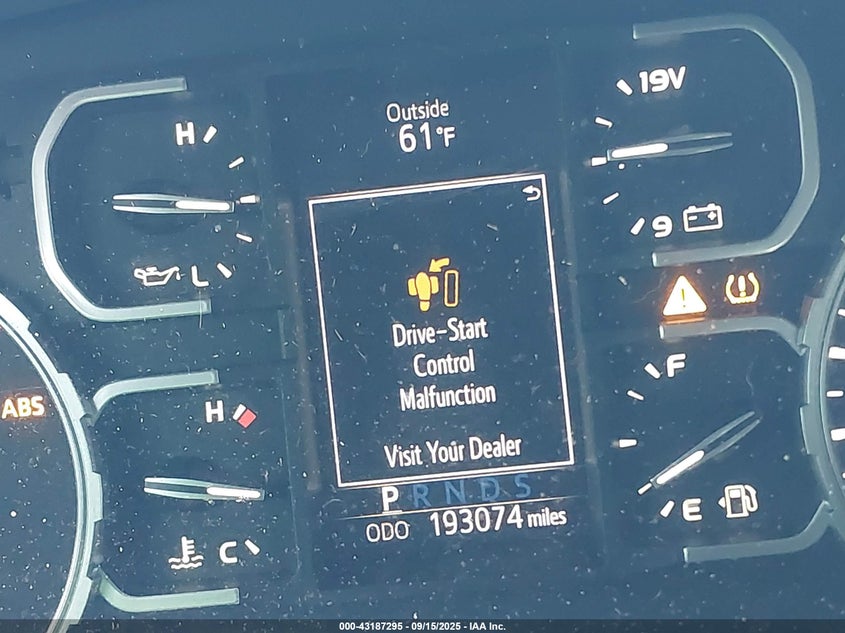 Outside
61°F
H
L
19V
9
Drive-Start
Control
Malfunction
Visit Your Dealer
ABS
H
C
F
E
P R N D S
ODO 193074 miles
000-43187295 - 09/15/2025 - IAA Inc.